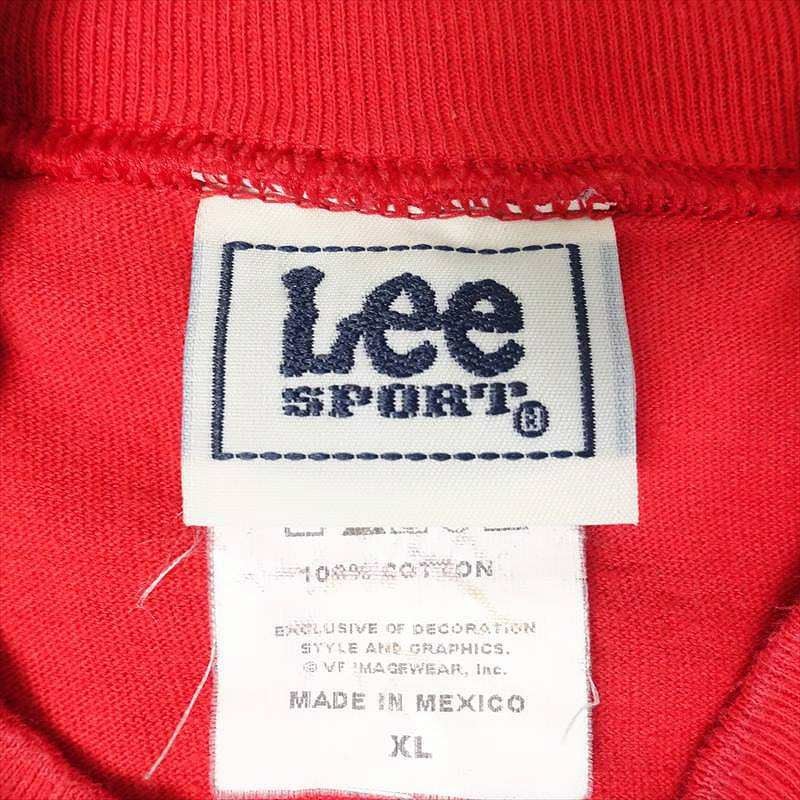 Lee
SPORT®
100% COTTON
EXCLUSIVE OF DECORATION
STYLE AND GRAPHICS.
© VF IMAGEWEAR, Inc.
MADE IN MEXICO
XL